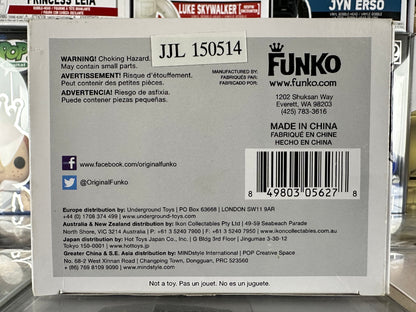 PRINCESS LEIA
LUKE SKYWALKER
JYN ERSO
JJL 150514
WARNING! Choking Hazard.
May contain small parts.
AVERTISSEMENT! Risque d'étouffement.
Peut contenir des petites pièces.
ADVERTENCIA! Riesgo de asfixia.
Puede contener piezas pequeñas.
MANUFACTURED BY:
FABRIQUÉ PAR:
FABRICADO POR:
FUNKO
www.funko.com
1202 Shuksan Way
Everett, WA 98203
(425) 783-3616
MADE IN CHINA
FABRIQUÉ EN CHINE
HECHO EN CHINA
www.facebook.com/originalfunko
@OriginalFunko
8 49803 05627 8
Europe distribution by: Underground Toys | PO Box 63668 | LONDON SW11 9AR
+44 (0) 1708 374 499 | www.underground-toys.com
Australia & New Zealand distribution by: Ikon Collectables Pty Ltd | 49-59 Seabeach Parade
North Shore, VIC 3214 Australia | P: +61 3 5240 7900 | F: +61 3 5240 7950 | www.ikoncollectables.com
Japan distribution by: Hot Toys Japan Co., Inc. | G Bldg 3rd Floor | Jingumae 3-30-12
Tokyo 150-0001 | www.hottoys.jp
Greater China & S.E. Asia distribution by: MINDstyle International | POP Creative Space
No. 68-2 West Xinman Road | Changping Town, Dongguan, PRC 523560
+ (86) 769 8109 9090 | www.mindstyle.com
Not a toy. Pas un jouet. No es un juguete.